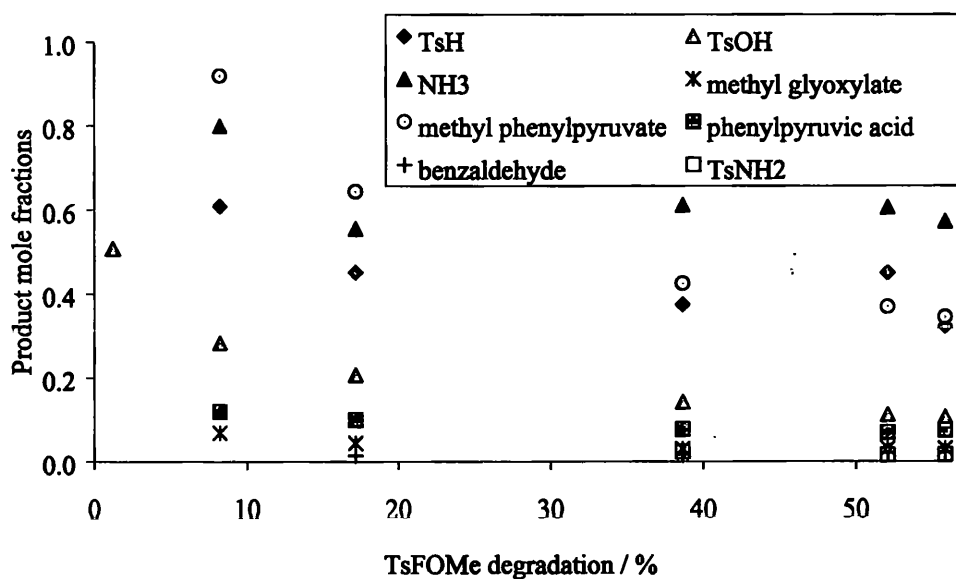 TsH
TsOH
NH3
methyl glyoxylate
methyl phenylpyruvate
phenylpyruvic acid
benzaldehyde
TsNH2
Product mole fractions
1.0
0.8
0.6
0.4
0.2
0.0
0
10
20
30
40
50
TsFOMe degradation / %